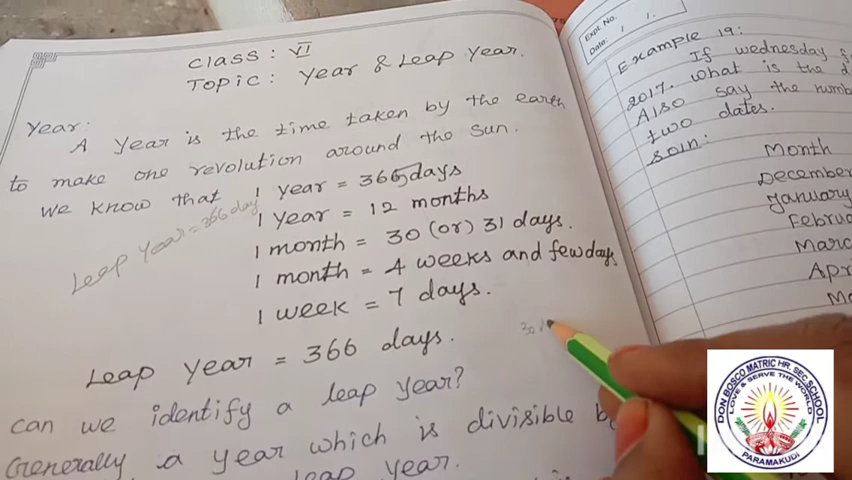 Class: VI
Topic: Year & Leap Year.
Year:
A Year is the time taken by the earth
to make one revolution around the Sun.
We know that 1 year = 365 days
Leap Year = 366 day
1 year = 12 months
1 month = 30 (or) 31 days.
1 month = 4 weeks and few days
1 week = 7 days.
30
Leap Year = 366 days.
can we identify a leap year?
Generally a year which is divisible
leap year.
Expt. No.
Date: / /.
Example 19:
If wednesday
2017. what is the
Also say the
two dates.
Soln:
Month
December
January
DON BOSCO MATRIC HR. SEC SCHOOL
LOVE & SERVE THE WORLD
PARAMAKUDI